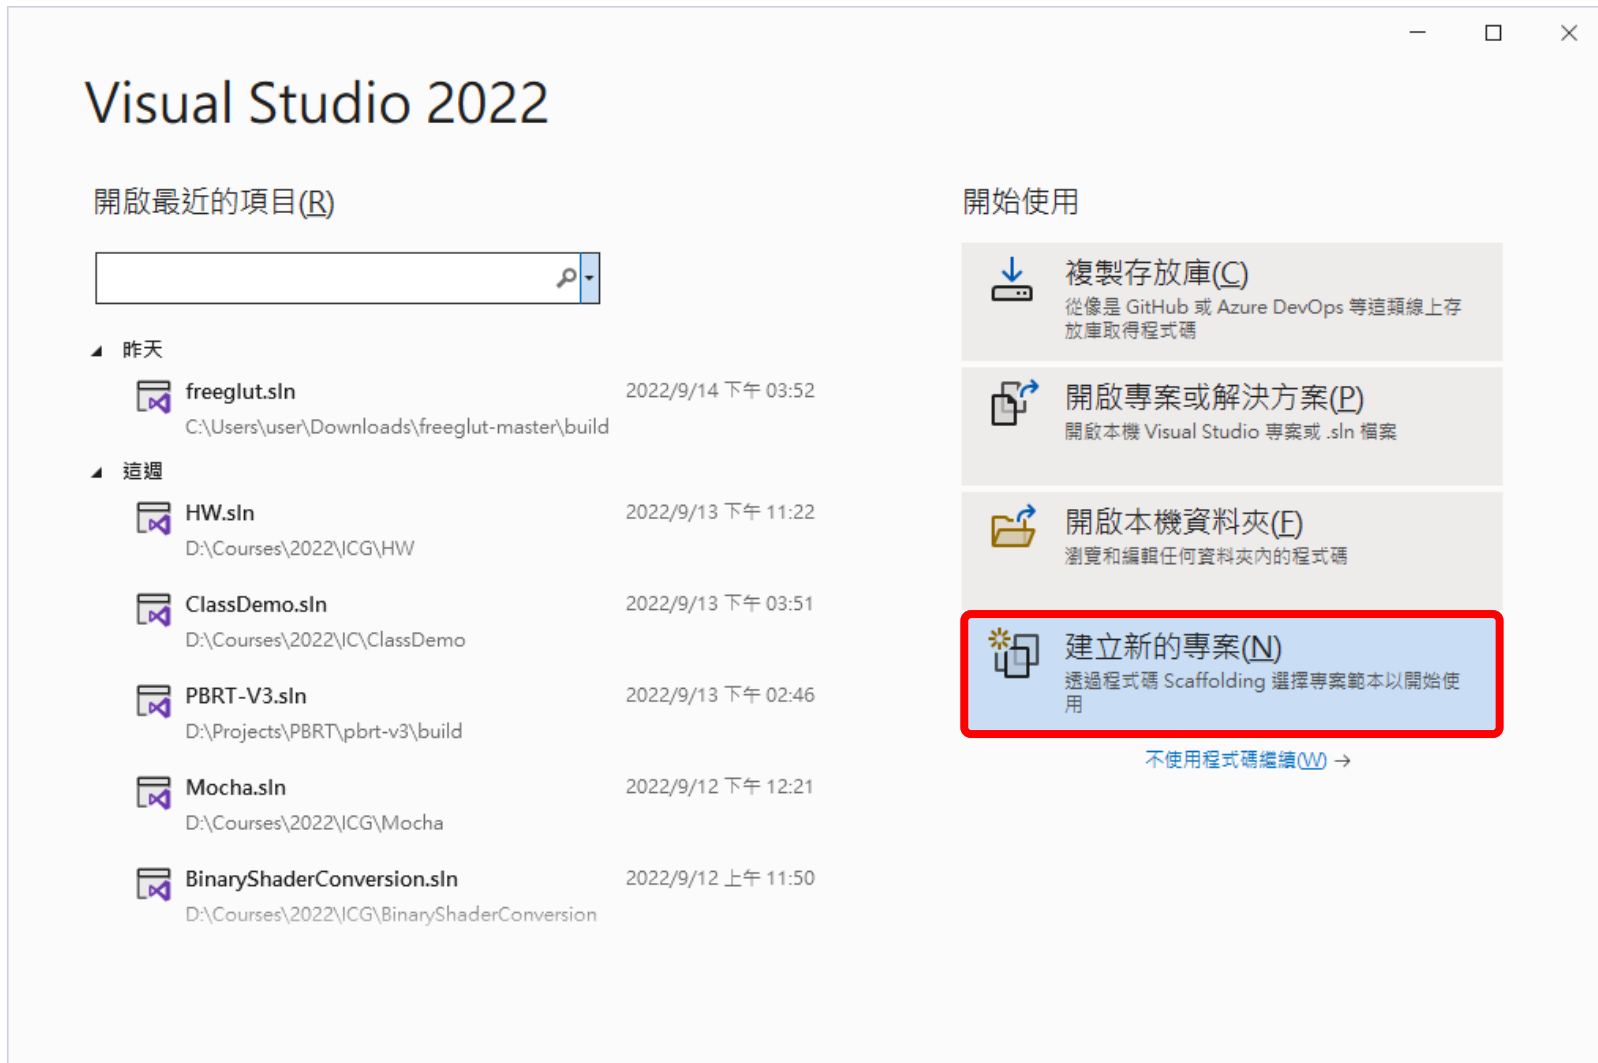 Visual Studio 2022
開啟最近的項目(R)
昨天
freeglut.sln 2022/9/14 下午 03:52
C:\Users\user\Downloads\freeglut-master\build
這週
HW.sln 2022/9/13 下午 11:22
D:\Courses\2022\ICG\HW
ClassDemo.sln 2022/9/13 下午 03:51
D:\Courses\2022\IC\ClassDemo
PBRT-V3.sln 2022/9/13 下午 02:46
D:\Projects\PBRT\pbrt-v3\build
Mocha.sln 2022/9/12 下午 12:21
D:\Courses\2022\ICG\Mocha
BinaryShaderConversion.sln 2022/9/12 上午 11:50
D:\Courses\2022\ICG\BinaryShaderConversion
開始使用
複製存放庫(C)
從像是 GitHub 或 Azure DevOps 等這類線上存
放庫取得程式碼
開啟專案或解決方案(P)
開啟本機 Visual Studio 專案或 .sln 檔案
開啟本機資料夾(F)
瀏覽和編輯任何資料夾內的程式碼
建立新的專案(N)
透過程式碼 Scaffolding 選擇專案範本以開始使
用
不使用程式碼繼續(W) →